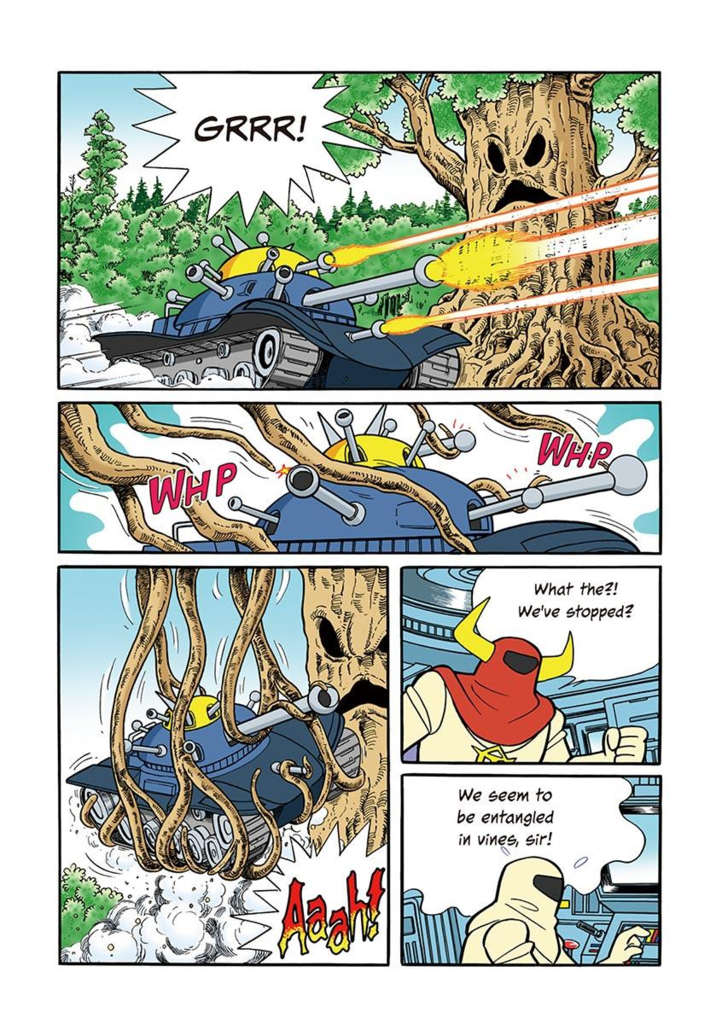 GRRR!
WHP
WHP
Aaah!
What the?!
We've stopped?
We seem to
be entangled
in vines, sir!